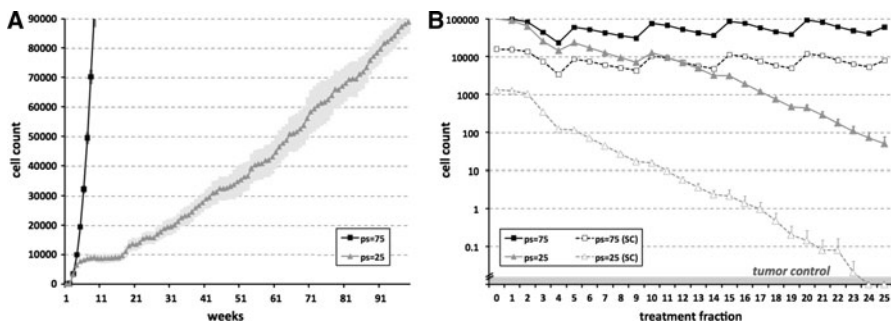 A
90000
80000
70000
60000
50000
40000
30000
20000
10000
0
cell count
1 11 21 31 41 51 61 71 81 91
weeks
ps=75
ps=25
B
100000
10000
1000
100
10
1
0.1
cell count
ps=75 ps=75 (SC)
ps=25 ps=25 (SC)
tumor control
0 1 2 3 4 5 6 7 8 9 10 11 12 13 14 15 16 17 18 19 20 21 22 23 24 25
treatment fraction